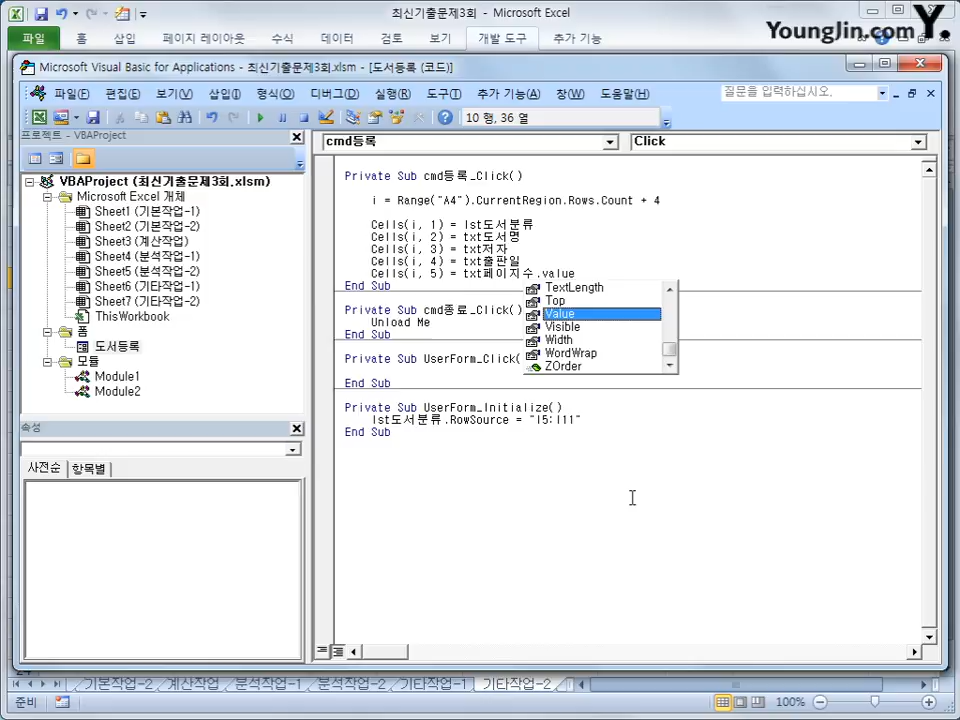 최신기출문제3회 - Microsoft Excel
Younglin.com Y.
파일 홈 삽입 페이지 레이아웃 수식 데이터 검토 보기 개발 도구 추가 기능
Microsoft Visual Basic for Applications - 최신기출문제3회.xlsm - [도서등록 (코드)]
파일(F) 편집(E) 보기(V) 삽입(I) 형식(O) 디버그(D) 실행(R) 도구(T) 추가 기능(A) 창(W) 도움말(H)
질문을 입력하십시오.
10 행, 36 열
프로젝트 - VBAProject
cmd등록
Click
VBAProject (최신기출문제3회.xlsm)
Microsoft Excel 개체
Sheet1 (기본작업-1)
Sheet2 (기본작업-2)
Sheet3 (계산작업)
Sheet4 (분석작업-1)
Sheet5 (분석작업-2)
Sheet6 (기타작업-1)
Sheet7 (기타작업-2)
ThisWorkbook
폼
도서등록
모듈
Module1
Module2
속성
사전순 항목별
Private Sub cmd등록_Click()
i = Range("A4").CurrentRegion.Rows.Count + 4
Cells(i, 1) = lst도서분류
Cells(i, 2) = txt도서명
Cells(i, 3) = txt저자
Cells(i, 4) = txt출판일
Cells(i, 5) = txt페이지수.value
End Sub
Private Sub cmd종료_Click()
Unload Me
End Sub
Private Sub UserForm_Click(
End Sub
Private Sub UserForm_Initialize()
lst도서분류.RowSource = "I5:I11"
End Sub
TextLength
Top
Value
Visible
Width
WordWrap
ZOrder
기본작업-2 계산작업 분석작업-1 분석작업-2 기타작업-1 기타작업-2
준비
100%